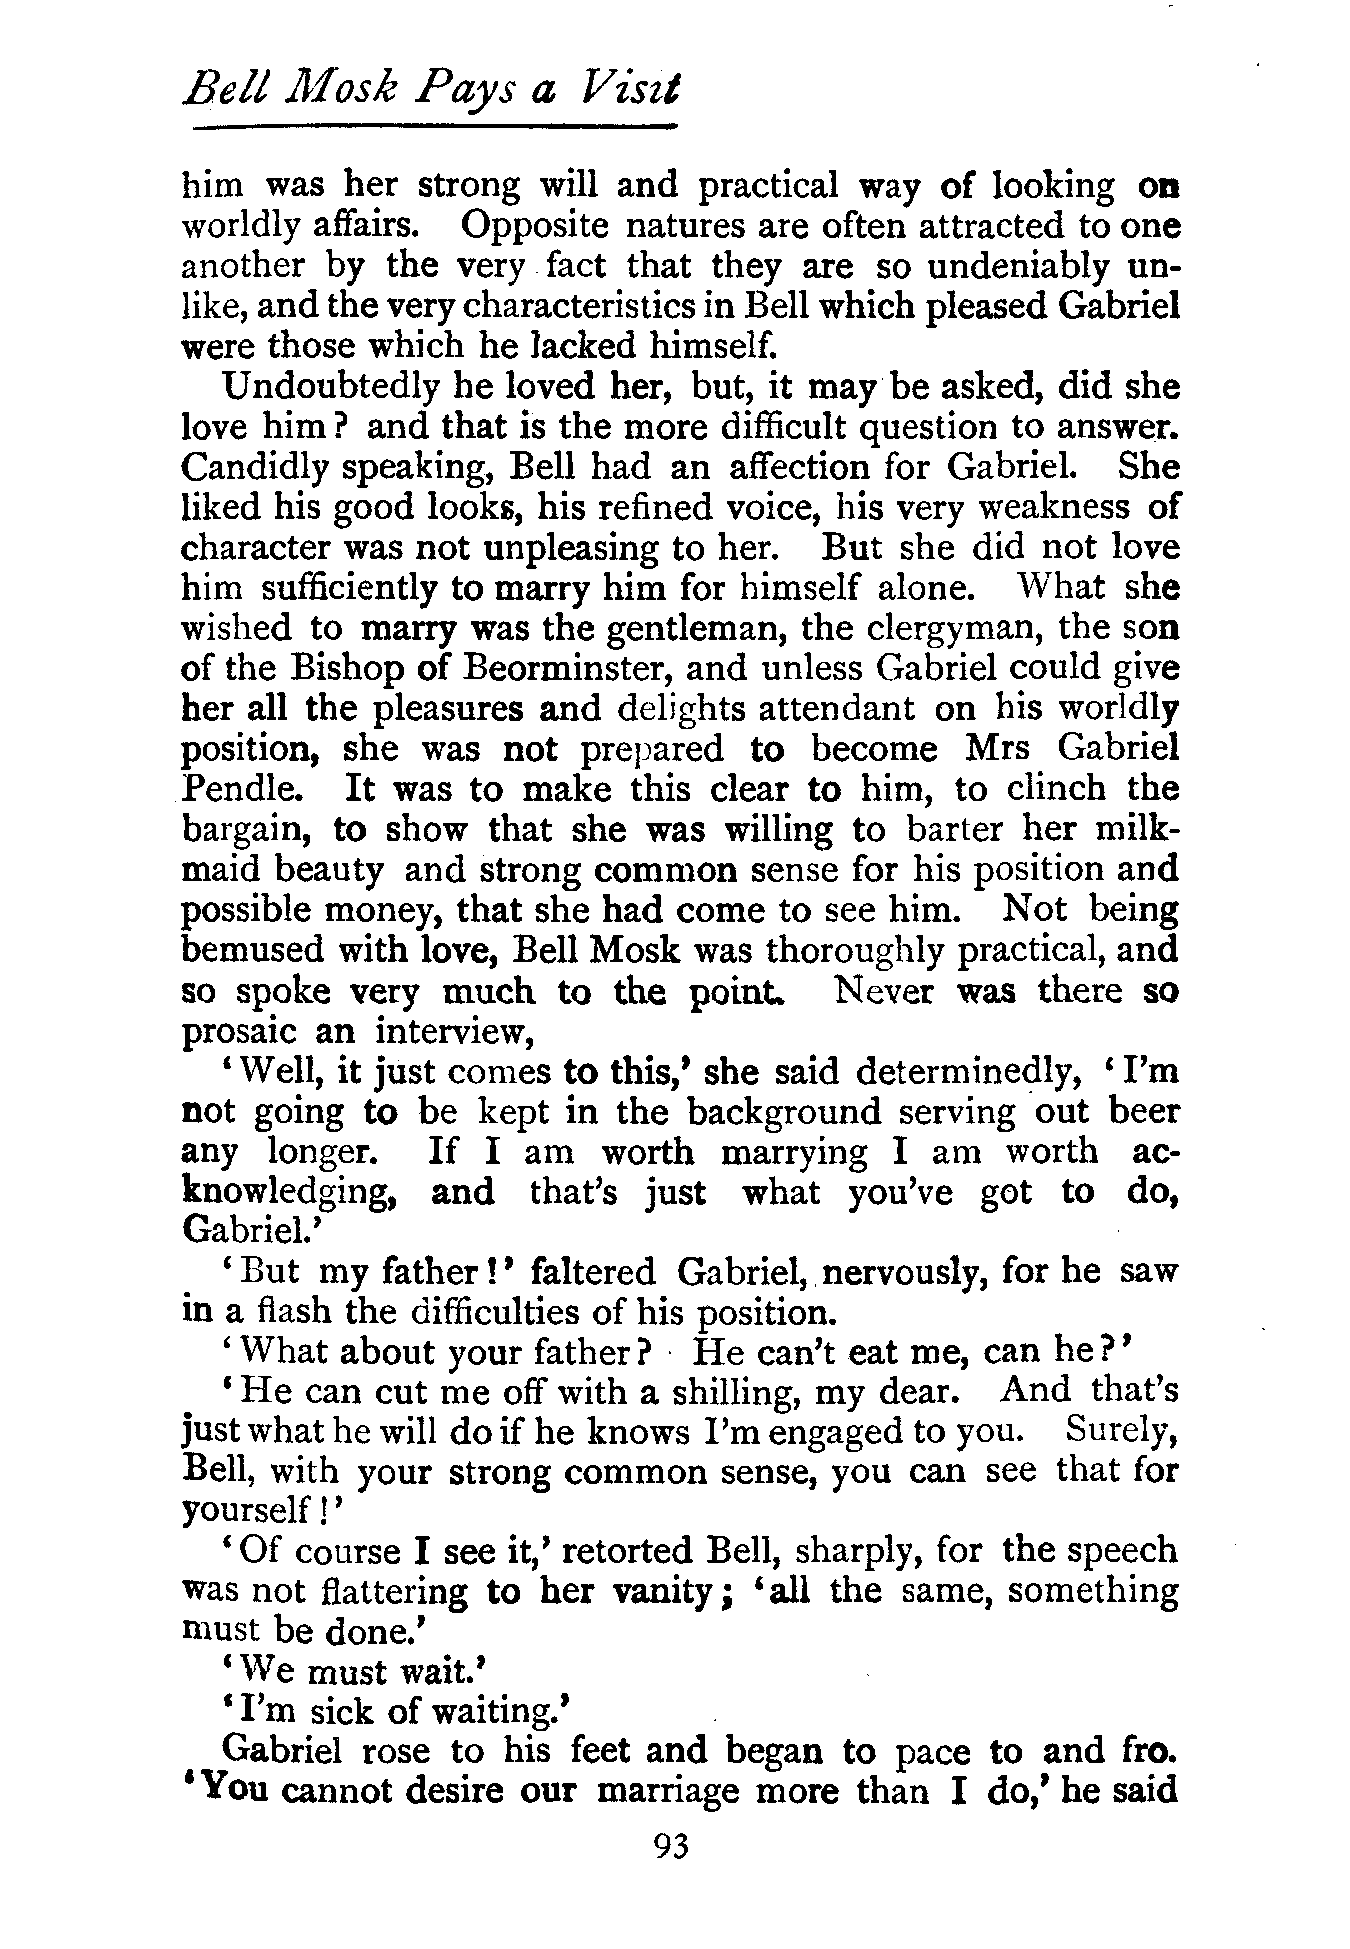 Bell Mosk Pays a Visit
him was her strong will and practical way of looking on
worldly affairs. Opposite natures are often attracted to one
another by the very fact that they are so undeniably un-
like, and the very characteristics in Bell which pleased Gabriel
were those which he lacked himself.
Undoubtedly he loved her, but, it may be asked, did she
love him? and that is the more difficult question to answer.
Candidly speaking, Bell had an affection for Gabriel. She
liked his good looks, his refined voice, his very weakness of
character was not unpleasing to her. But she did not love
him sufficiently to marry him for himself alone. What she
wished to marry was the gentleman, the clergyman, the son
of the Bishop of Beorminster, and unless Gabriel could give
her all the pleasures and delights attendant on his worldly
position, she was not prepared to become Mrs Gabriel
Pendle. It was to make this clear to him, to clinch the
bargain, to show that she was willing to barter her milk-
maid beauty and strong common sense for his position and
possible money, that she had come to see him. Not being
bemused with love, Bell Mosk was thoroughly practical, and
so spoke very much to the point. Never was there so
prosaic an interview,
‘Well, it just comes to this,’ she said determinedly, ‘I’m
not going to be kept in the background serving out beer
any longer. If I am worth marrying I am worth ac-
knowledging, and that’s just what you’ve got to do,
Gabriel.’
‘But my father!’ faltered Gabriel, nervously, for he saw
in a flash the difficulties of his position.
‘What about your father? He can’t eat me, can he?’
‘He can cut me off with a shilling, my dear. And that’s
just what he will do if he knows I’m engaged to you. Surely,
Bell, with your strong common sense, you can see that for
yourself!’
‘Of course I see it,’ retorted Bell, sharply, for the speech
was not flattering to her vanity; ‘all the same, something
must be done.’
‘We must wait.’
‘I’m sick of waiting.’
Gabriel rose to his feet and began to pace to and fro.
‘You cannot desire our marriage more than I do,’ he said
93